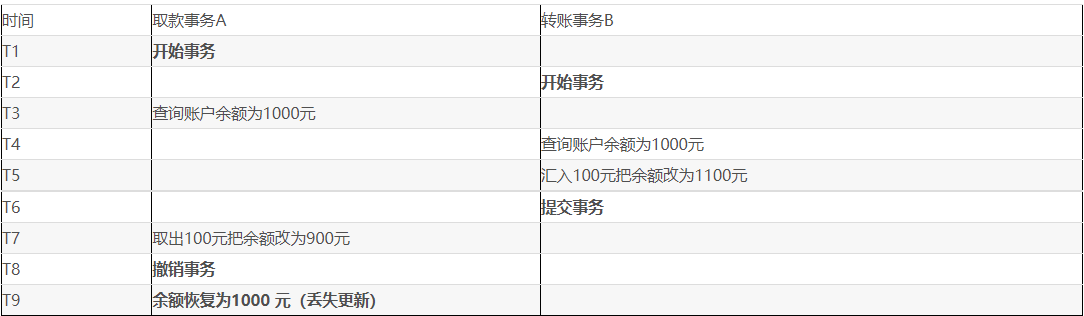 时间 取款事务A 转账事务B
T1 开始事务
T2 开始事务
T3 查询账户余额为1000元
T4 查询账户余额为1000元
T5 汇入100元把余额改为1100元
T6 提交事务
T7 取出100元把余额改为900元
T8 撤销事务
T9 余额恢复为1000 元（丢失更新）